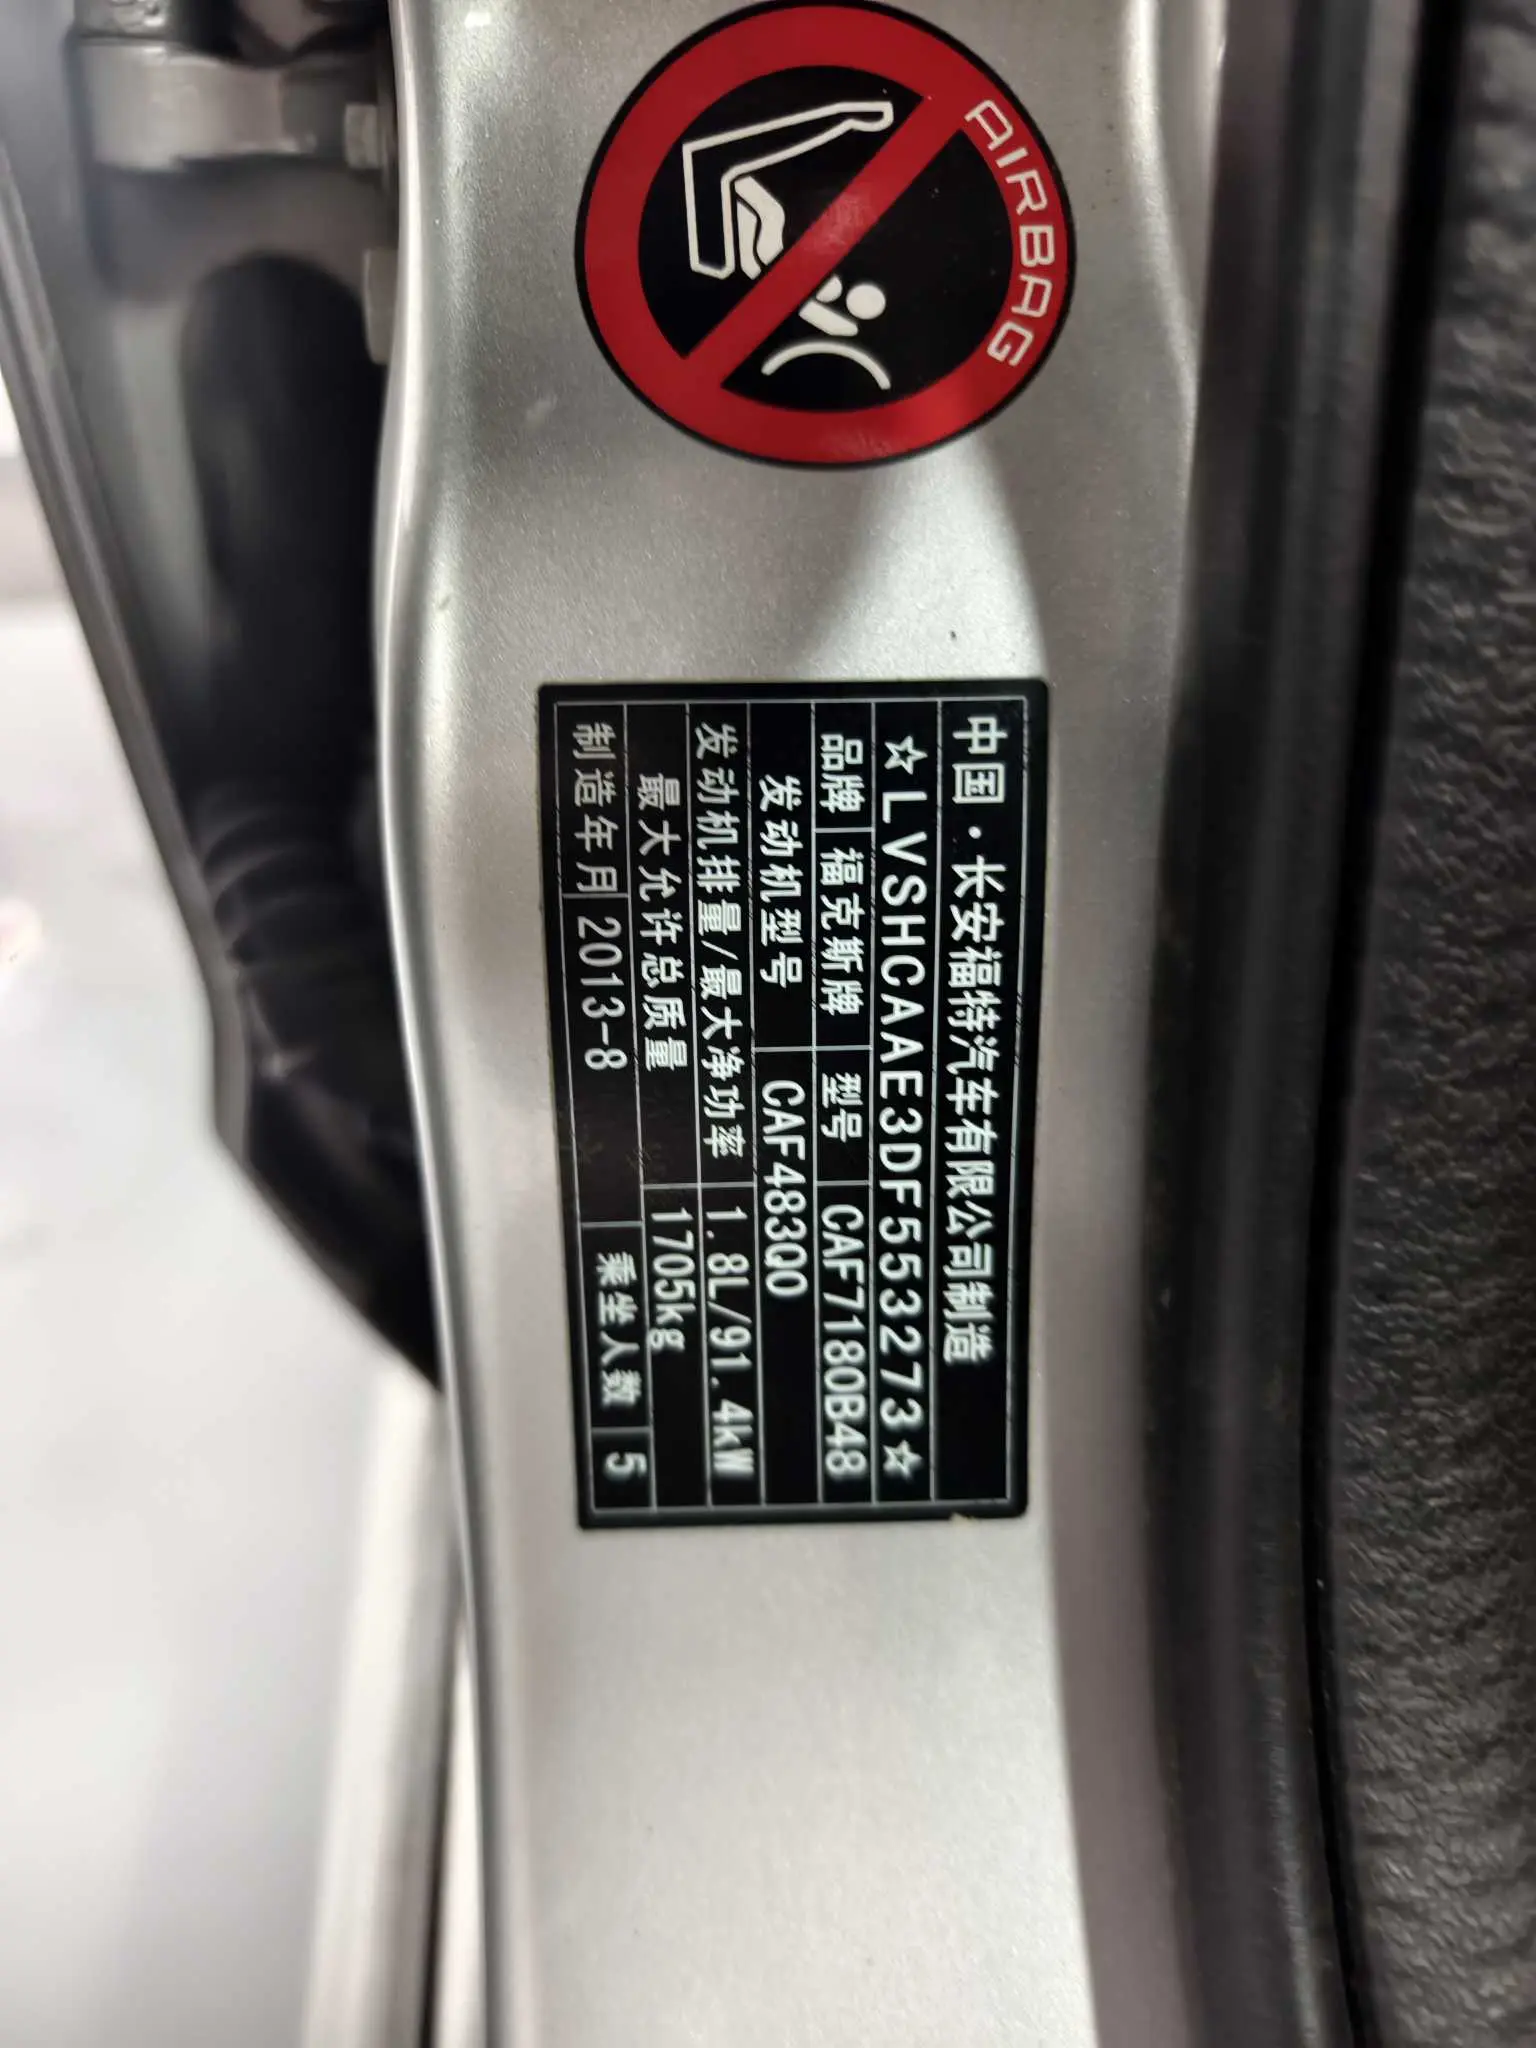 AIRBAG
中国·长安福特汽车有限公司制造
☆LVSHCAAE3DF553273☆
品牌 福克斯牌 型号 CAF7180B48
发动机型号 CAF483Q0
发动机排量/最大净功率 1.8L/91.4kW
最大允许总质量 1705kg
制造年月 2013-8 乘坐人数 5